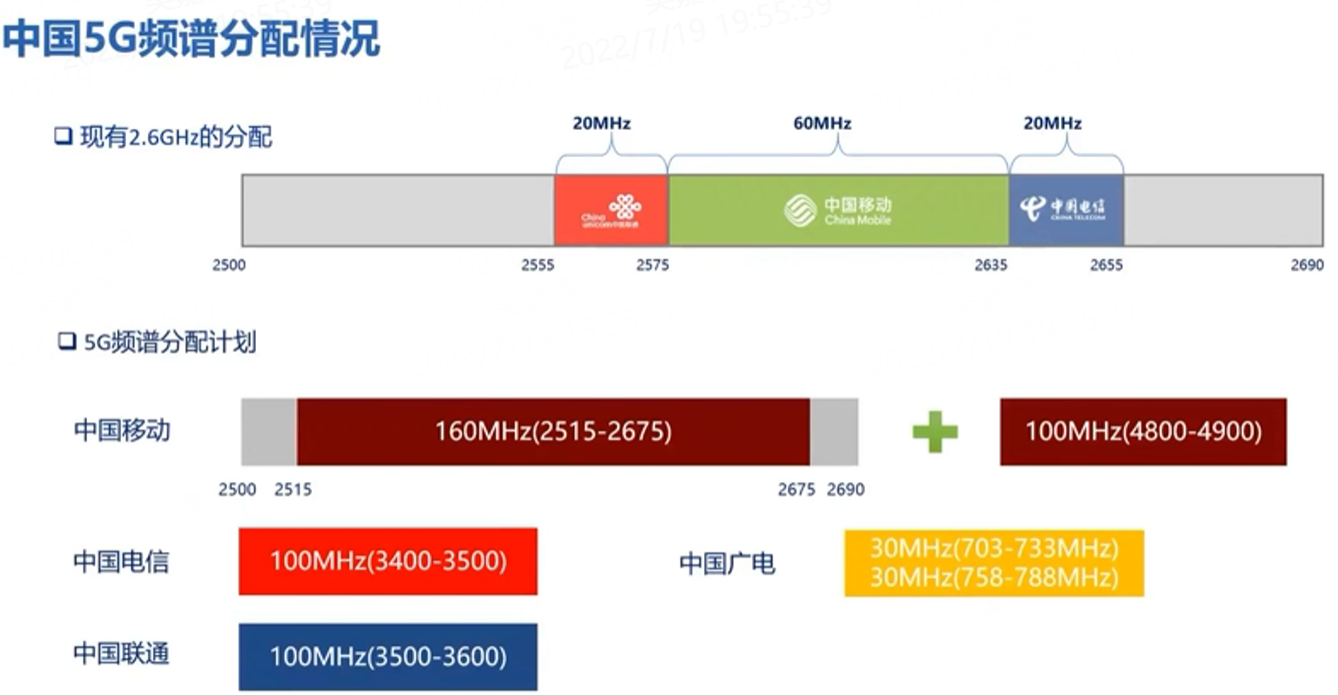 2022/7/19 19:55:39
中国5G频谱分配情况
❑ 现有2.6GHz的分配
20MHz
60MHz
20MHz
China unicom中国联通
中国移动
China Mobile
中国电信
CHINA TELECOM
2500
2555
2575
2635
2655
2690
❑ 5G频谱分配计划
中国移动
160MHz(2515-2675)
100MHz(4800-4900)
2500
2515
2675
2690
中国电信
100MHz(3400-3500)
中国广电
30MHz(703-733MHz)
30MHz(758-788MHz)
中国联通
100MHz(3500-3600)